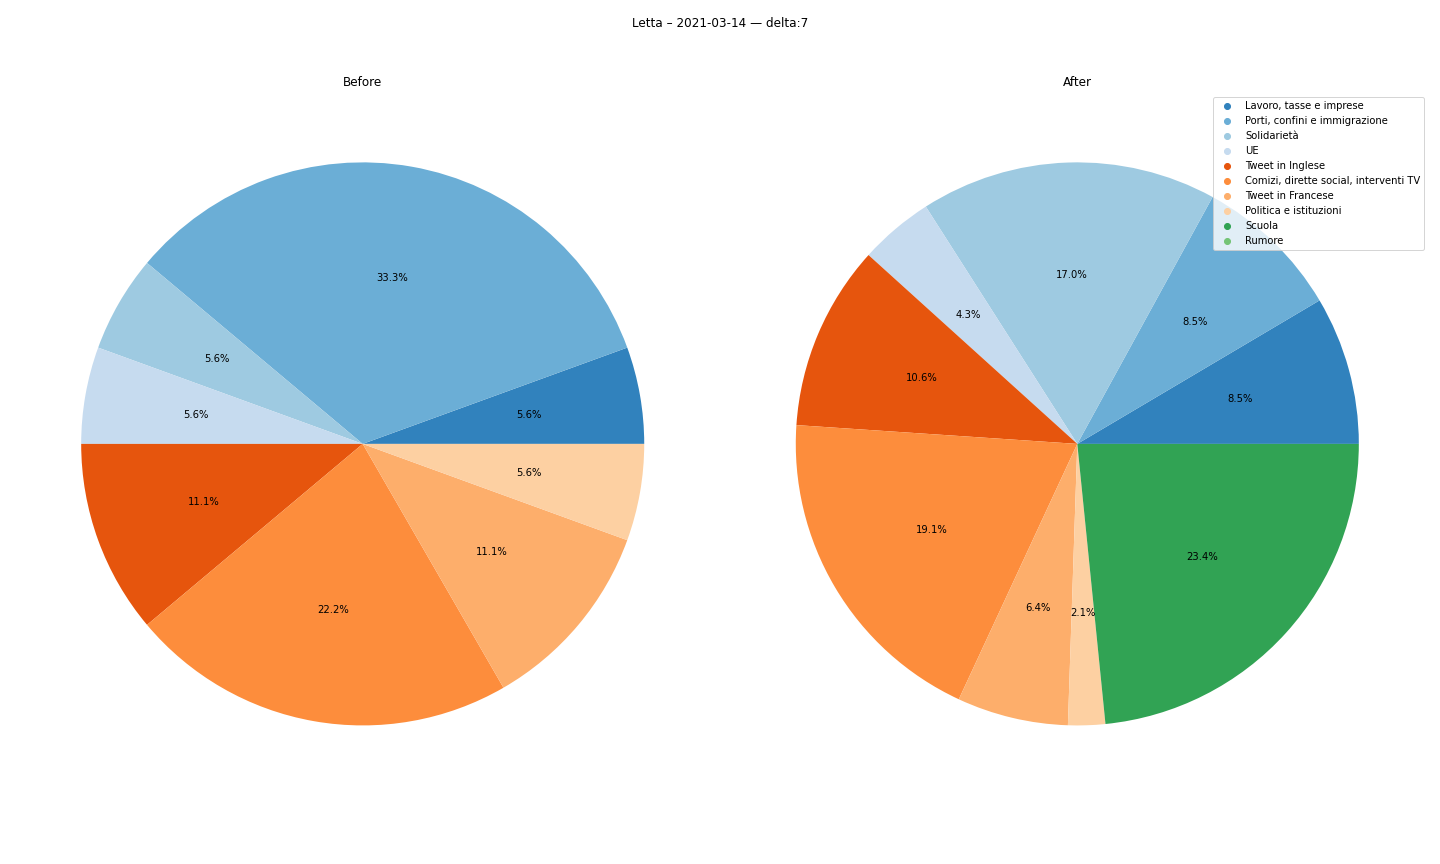 Letta – 2021-03-14 — delta:7
Before
33.3%
5.6%
5.6%
5.6%
5.6%
11.1%
11.1%
22.2%
After
Lavoro, tasse e imprese
Porti, confini e immigrazione
Solidarietà
UE
Tweet in Inglese
Comizi, dirette social, interventi TV
Tweet in Francese
Politica e istituzioni
Scuola
Rumore
17.0%
4.3%
8.5%
10.6%
8.5%
19.1%
23.4%
6.4%
2.1%